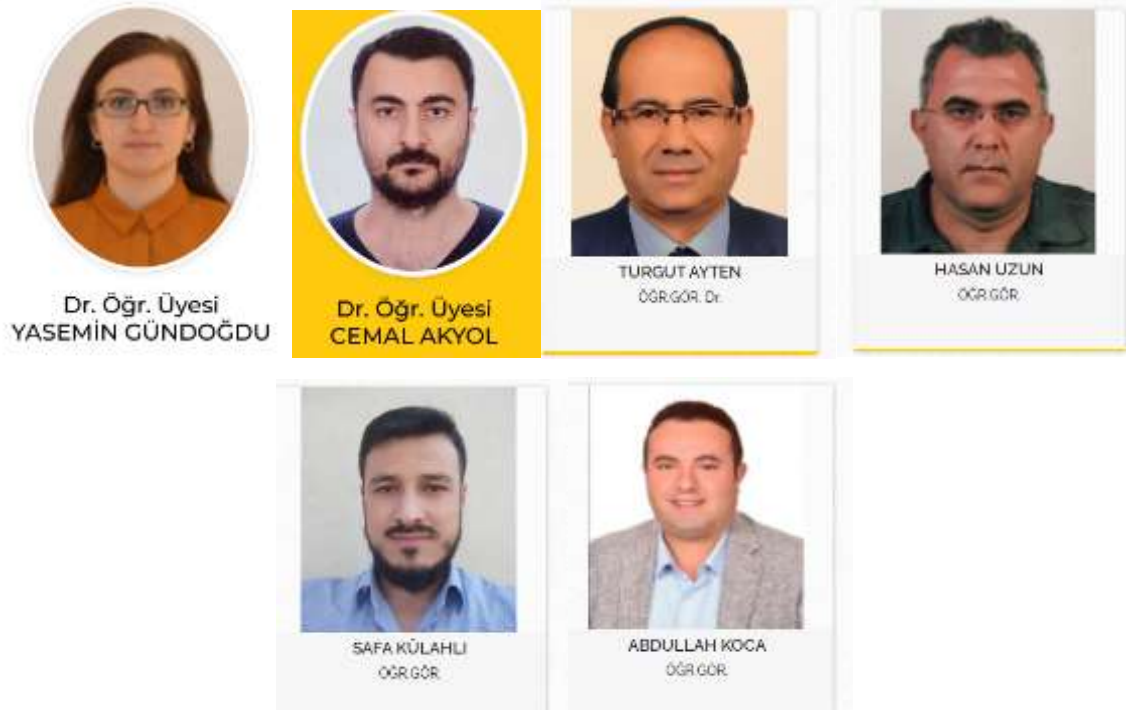 Dr. Öğr. Üyesi
YASEMİN GÜNDOĞDU
Dr. Öğr. Üyesi
CEMAL AKYOL
TURGUT AYTEN
ÖĞR.GÖR. Dr.
HASAN UZUN
ÖĞR.GÖR.
SAFA KÜLAHLI
ÖĞR.GÖR.
ABDULLAH KOCA
ÖĞR.GÖR.